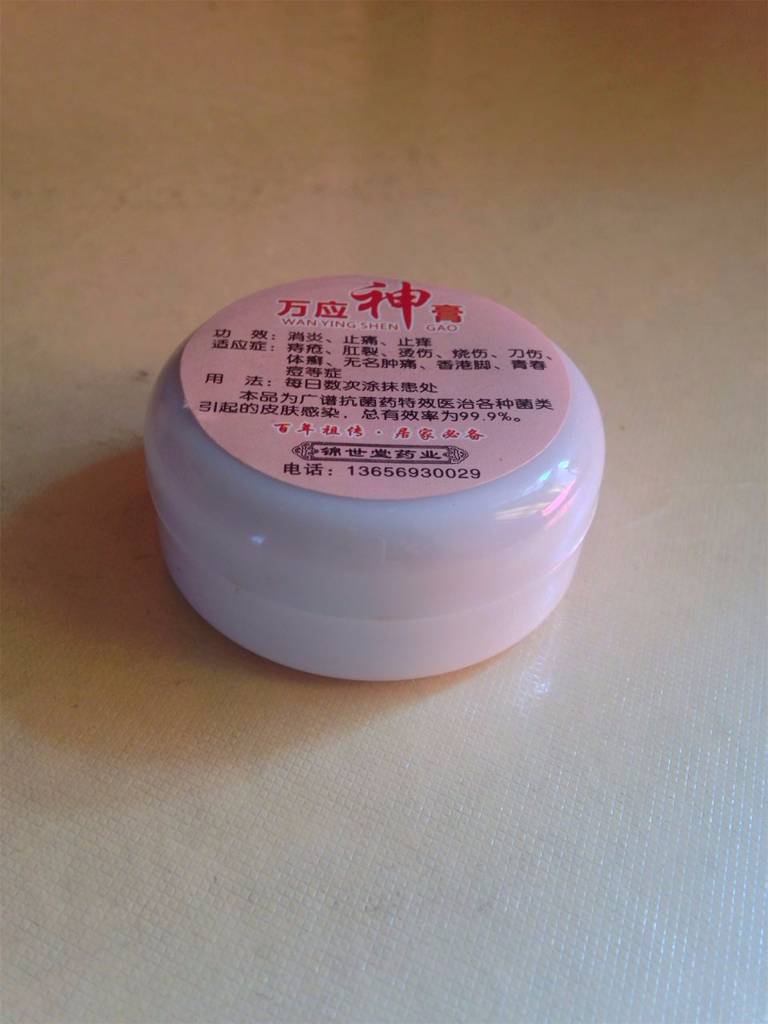 万应神膏
WAN YING SHEN GAO
功 效：消炎、止痛、止痒
适应症：痔疮、肛裂、烫伤、烧伤、刀伤、
体癣、无名肿痛、香港脚、青春
痘等症
用 法：每日数次涂抹患处
本品为广谱抗菌药特效医治各种菌类
引起的皮肤感染，总有效率为99.9%。
百年祖传·居家必备
锦世堂药业
电话：13656930029